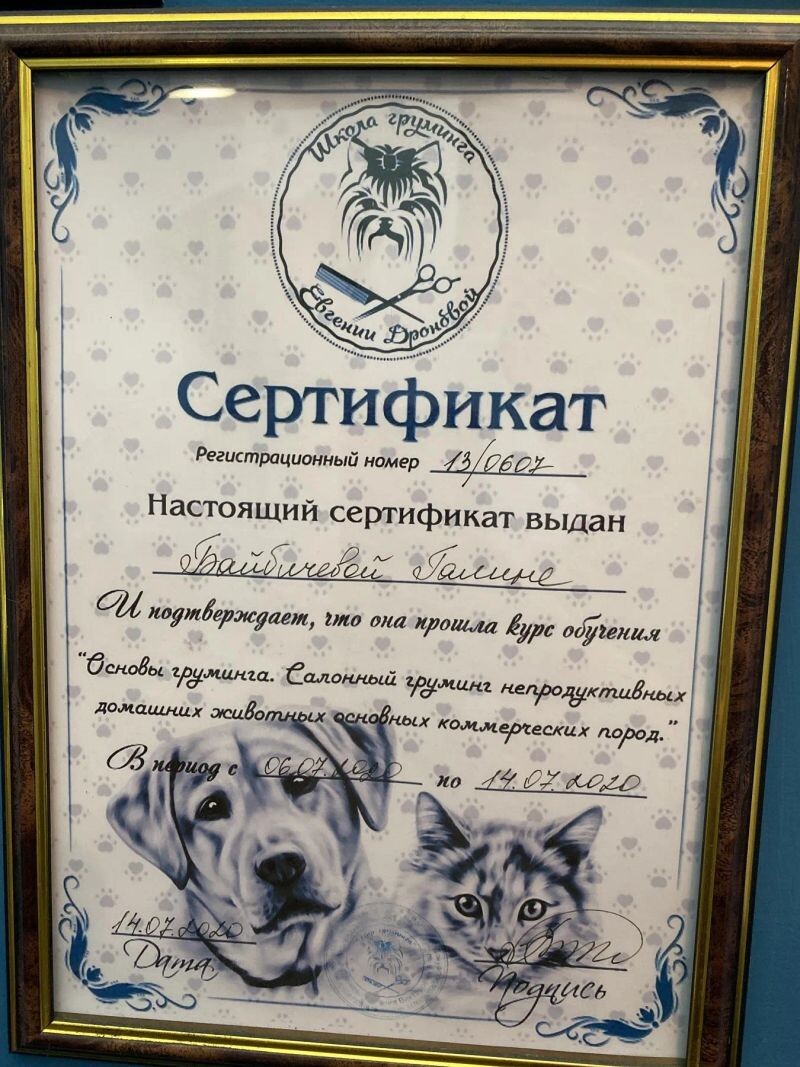 Школа груминга
Евгении Дроновой
Сертификат
Регистрационный номер 13/0607
Настоящий сертификат выдан
Байбичевой Галине
И подтверждает, что она прошла курс обучения
"Основы груминга. Салонный груминг непродуктивных
домашних животных основных коммерческих пород."
В период с 06.07.2020 по 14.07.2020
14.07.2020
Дата
Подпись